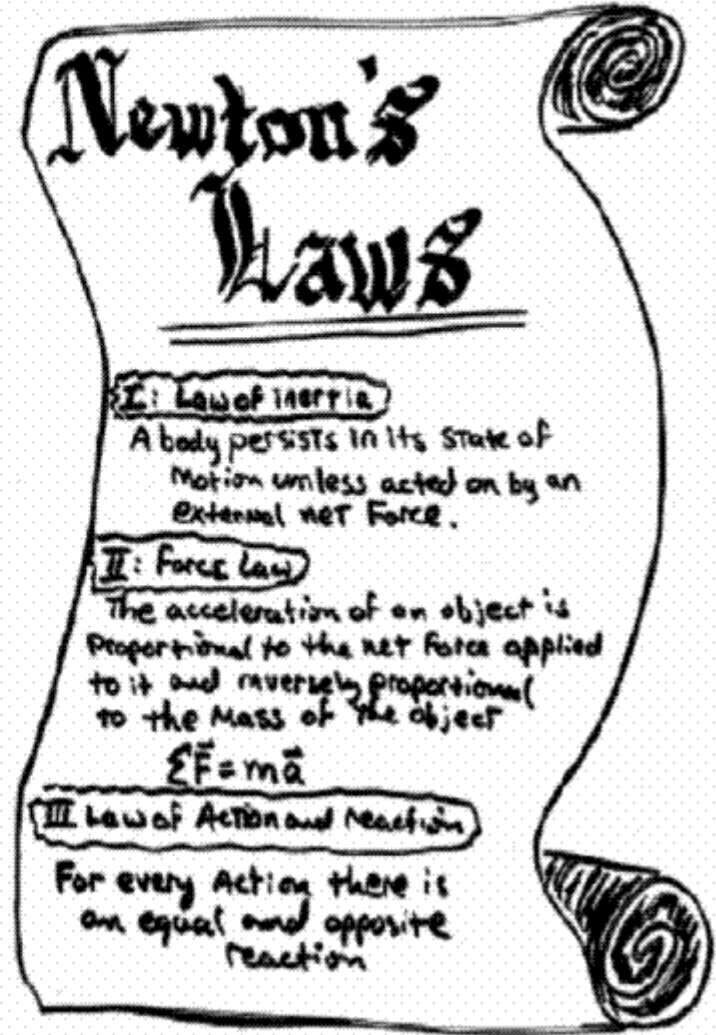 Newton's
Laws
I: Law of inertia
A body persists in its state of
Motion unless acted on by an
external net Force.
II: Force Law
The acceleration of an object is
Proportional to the net Force applied
to it and inversely proportional
to the Mass of the object
ΣF⃗ = ma⃗
III Law of Action and reaction
For every Action there is
an equal and opposite
reaction